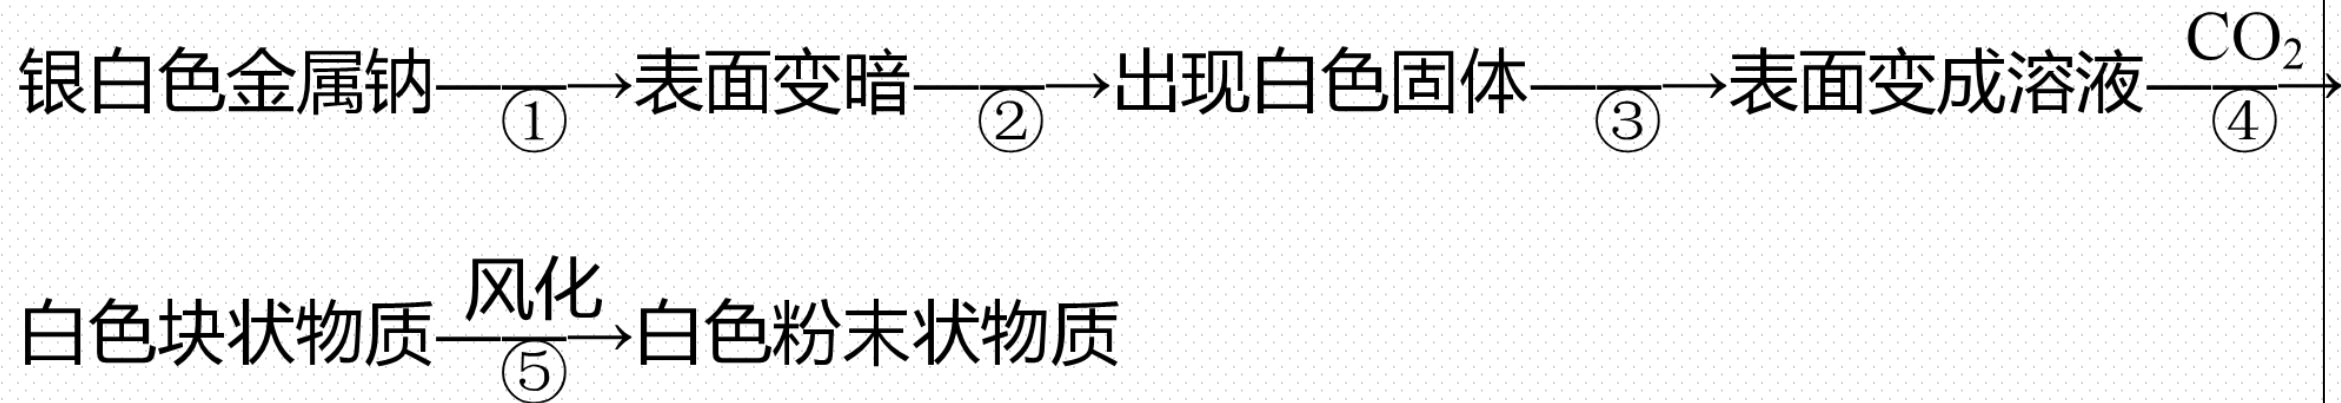 银白色金属钠——①→表面变暗——②→出现白色固体——③→表面变成溶液—CO₂—④→
白色块状物质—风化—⑤→白色粉末状物质